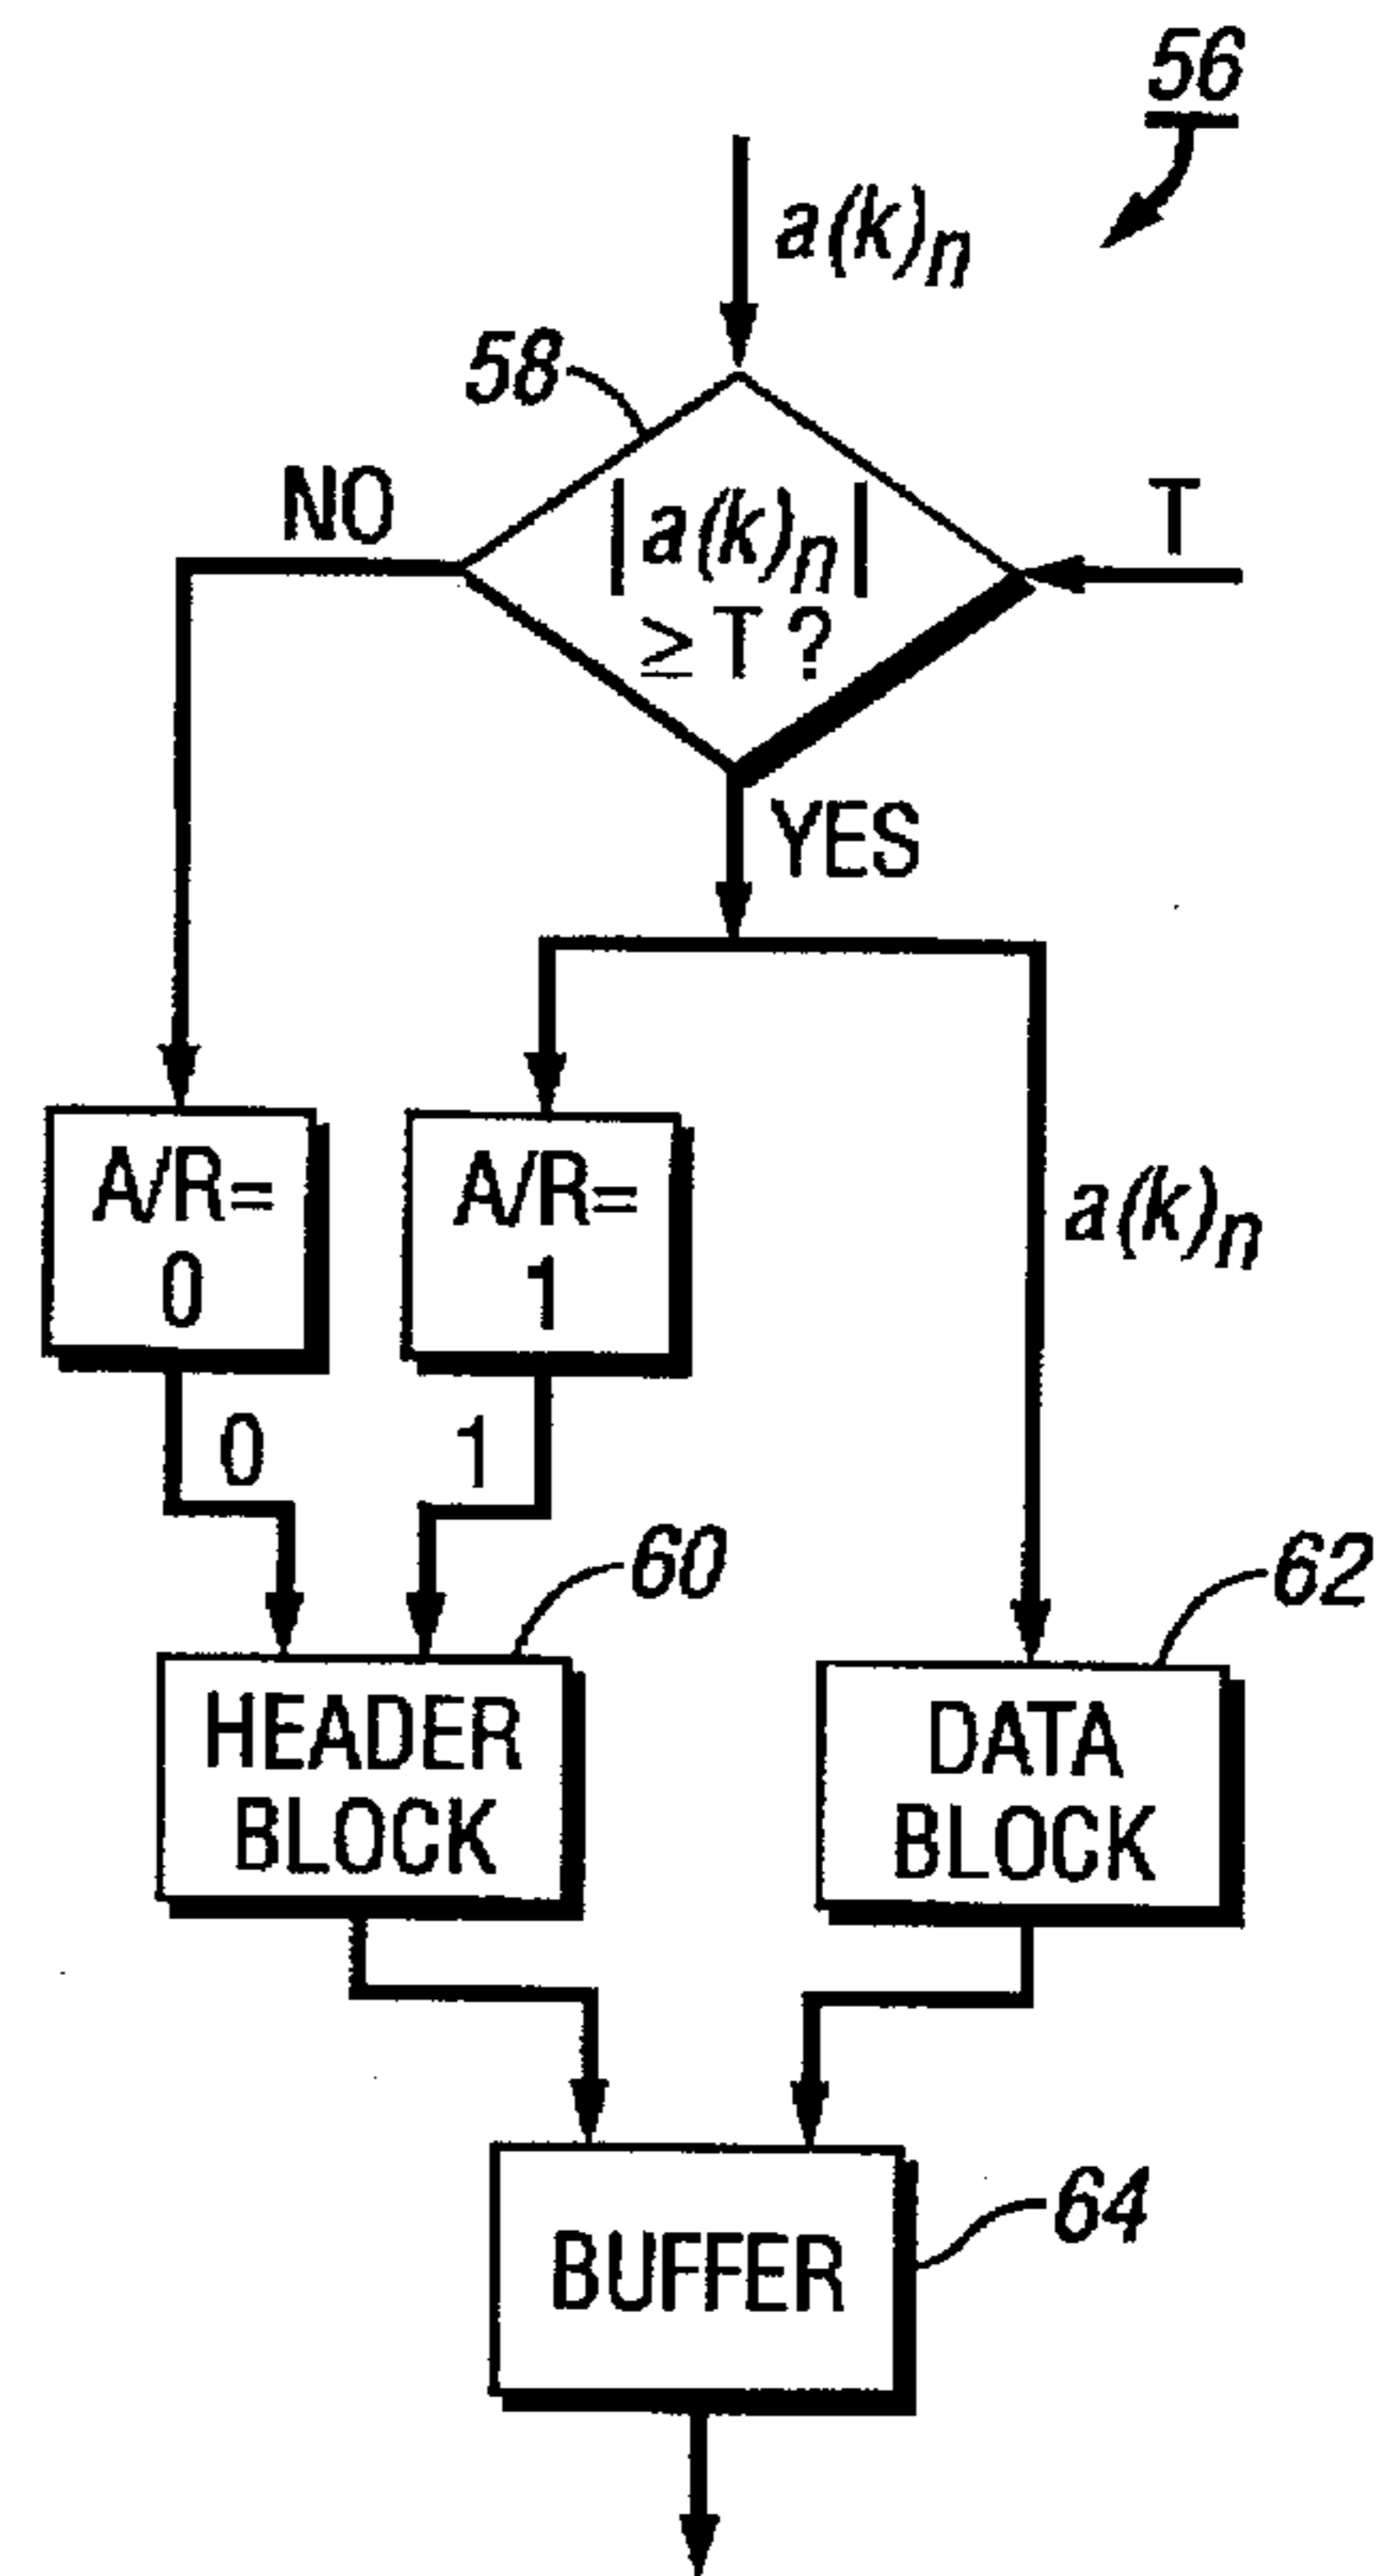 56
a(k)n
58
NO
|a(k)n|
T
≥ T ?
YES
A/R=
0
A/R=
1
a(k)n
0
1
60
62
HEADER
BLOCK
DATA
BLOCK
BUFFER
64